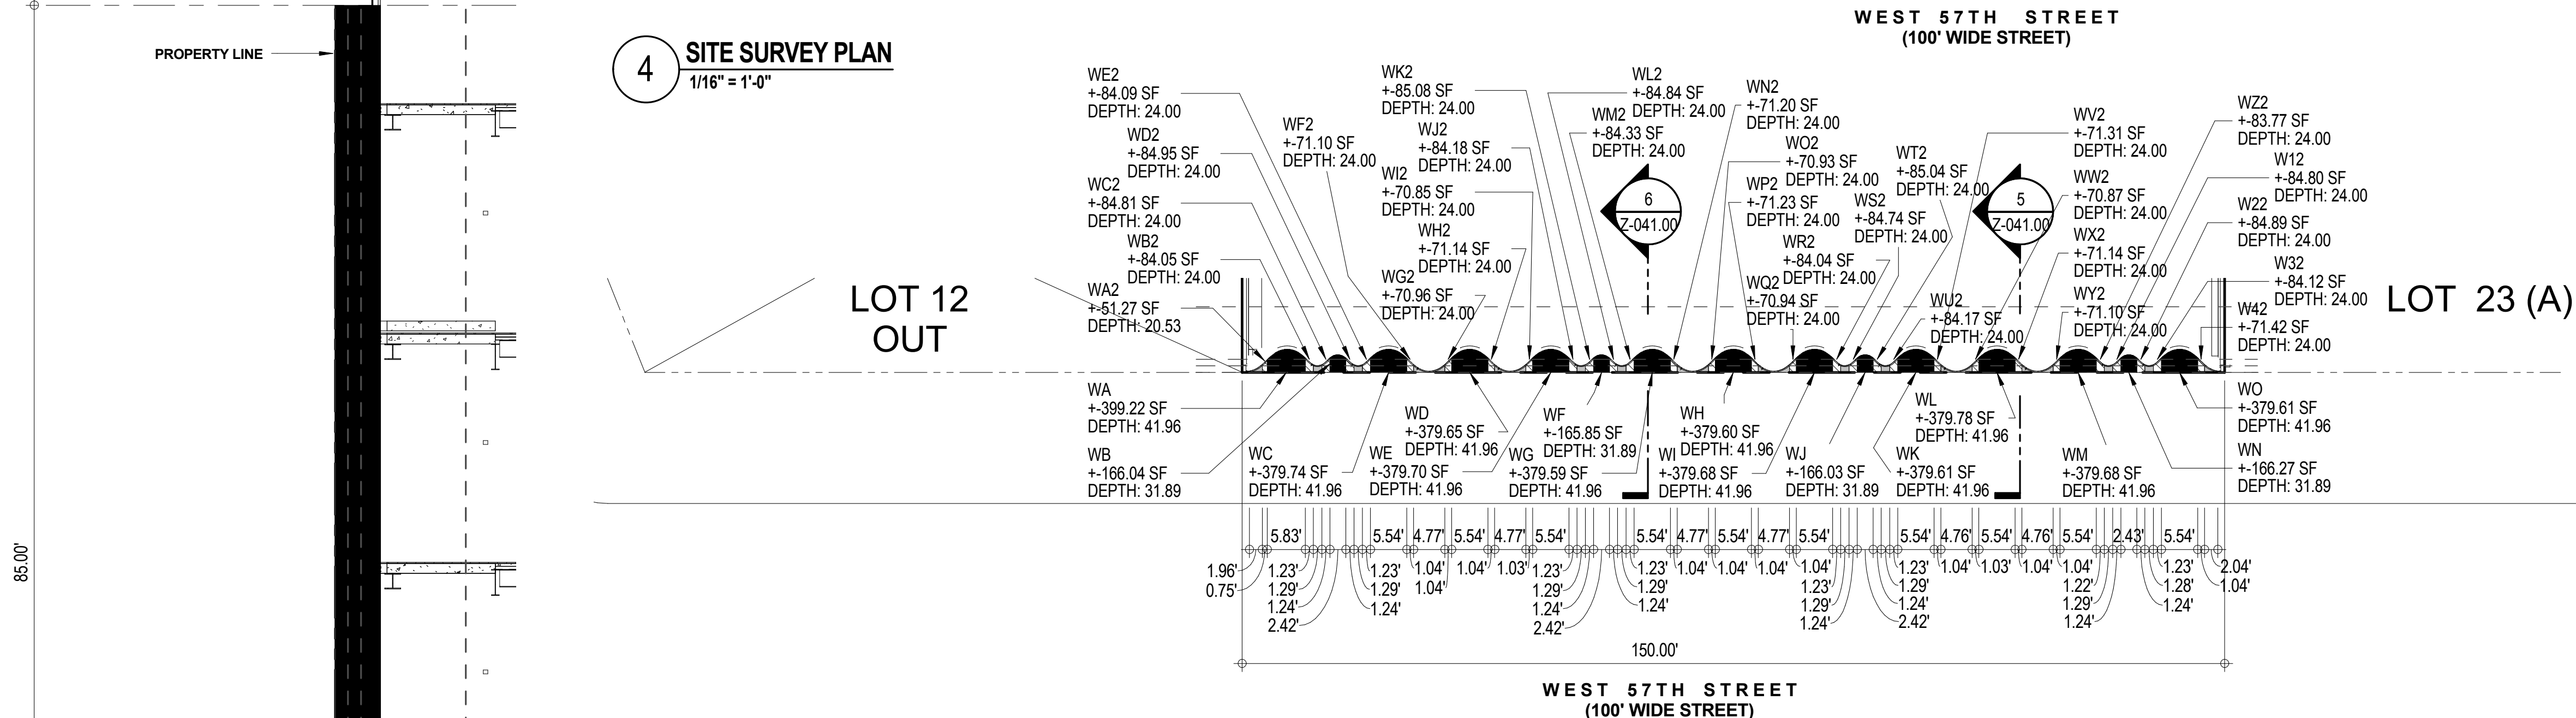 PROPERTY LINE
85.00'
4
SITE SURVEY PLAN
1/16" = 1'-0"
WEST 57TH STREET
(100' WIDE STREET)
LOT 12
OUT
LOT 23 (A)
WE2
+-84.09 SF
DEPTH: 24.00
WD2
+-84.95 SF
DEPTH: 24.00
WC2
+-84.81 SF
DEPTH: 24.00
WB2
+-84.05 SF
DEPTH: 24.00
WA2
+-51.27 SF
DEPTH: 20.53
WF2
+-71.10 SF
DEPTH: 24.00
WK2
+-85.08 SF
DEPTH: 24.00
WJ2
+-84.18 SF
DEPTH: 24.00
WI2
+-70.85 SF
DEPTH: 24.00
WH2
+-71.14 SF
DEPTH: 24.00
WG2
+-70.96 SF
DEPTH: 24.00
WL2
+-84.84 SF
DEPTH: 24.00
WM2
+-84.33 SF
DEPTH: 24.00
6
Z-041.00
WN2
+-71.20 SF
DEPTH: 24.00
WO2
+-70.93 SF
DEPTH: 24.00
WP2
+-71.23 SF
DEPTH: 24.00
WR2
+-84.04 SF
DEPTH: 24.00
WQ2
+-70.94 SF
DEPTH: 24.00
WT2
+-85.04 SF
DEPTH: 24.00
WS2
+-84.74 SF
DEPTH: 24.00
WU2
+-84.17 SF
DEPTH: 24.00
5
Z-041.00
WV2
+-71.31 SF
DEPTH: 24.00
WW2
+-70.87 SF
DEPTH: 24.00
WX2
+-71.14 SF
DEPTH: 24.00
WY2
+-71.10 SF
DEPTH: 24.00
WZ2
+-83.77 SF
DEPTH: 24.00
W12
+-84.80 SF
DEPTH: 24.00
W22
+-84.89 SF
DEPTH: 24.00
W32
+-84.12 SF
DEPTH: 24.00
W42
+-71.42 SF
DEPTH: 24.00
WA
+-399.22 SF
DEPTH: 41.96
WB
+-166.04 SF
DEPTH: 31.89
WC
+-379.74 SF
DEPTH: 41.96
WD
+-379.65 SF
DEPTH: 41.96
WE
+-379.70 SF
DEPTH: 41.96
WF
+-165.85 SF
DEPTH: 31.89
WG
+-379.59 SF
DEPTH: 41.96
WH
+-379.60 SF
DEPTH: 41.96
WI
+-379.68 SF
DEPTH: 41.96
WJ
+-166.03 SF
DEPTH: 31.89
WL
+-379.78 SF
DEPTH: 41.96
WK
+-379.61 SF
DEPTH: 41.96
WM
+-379.68 SF
DEPTH: 41.96
WO
+-379.61 SF
DEPTH: 41.96
WN
+-166.27 SF
DEPTH: 31.89
5.83' 5.54' 4.77' 5.54' 4.77' 5.54' 5.54' 4.77' 5.54' 4.77' 5.54' 5.54' 4.76' 5.54' 4.76' 5.54' 2.43' 5.54'
1.96' 1.23' 1.23' 1.04' 1.04' 1.03' 1.23' 1.23' 1.04' 1.04' 1.04' 1.04' 1.23' 1.04' 1.03' 1.04' 1.04' 1.23' 2.04'
0.75' 1.29' 1.29' 1.04' 1.29' 1.29' 1.23' 1.29' 1.22' 1.28' 1.04'
1.24' 1.24' 1.24' 1.24' 1.29' 1.24' 1.29' 1.24'
2.42' 2.42' 1.24' 2.42' 1.24'
150.00'
WEST 57TH STREET
(100' WIDE STREET)